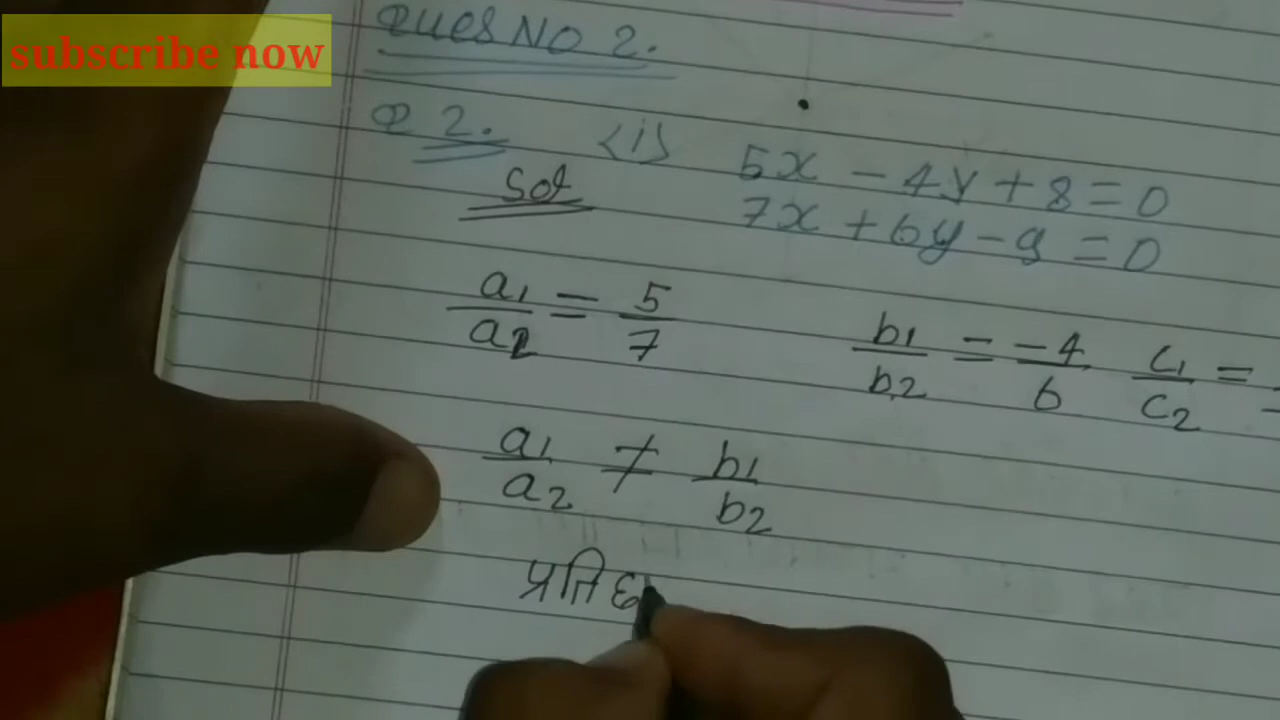 subscribe now
Ques NO 2.
Q 2. <i> 5x - 4y + 8 = 0
Sol 7x + 6y - 9 = 0
a1/a2 = 5/7 b1/b2 = -4/6 c1/c2 =
a1/a2 ≠ b1/b2
प्रति